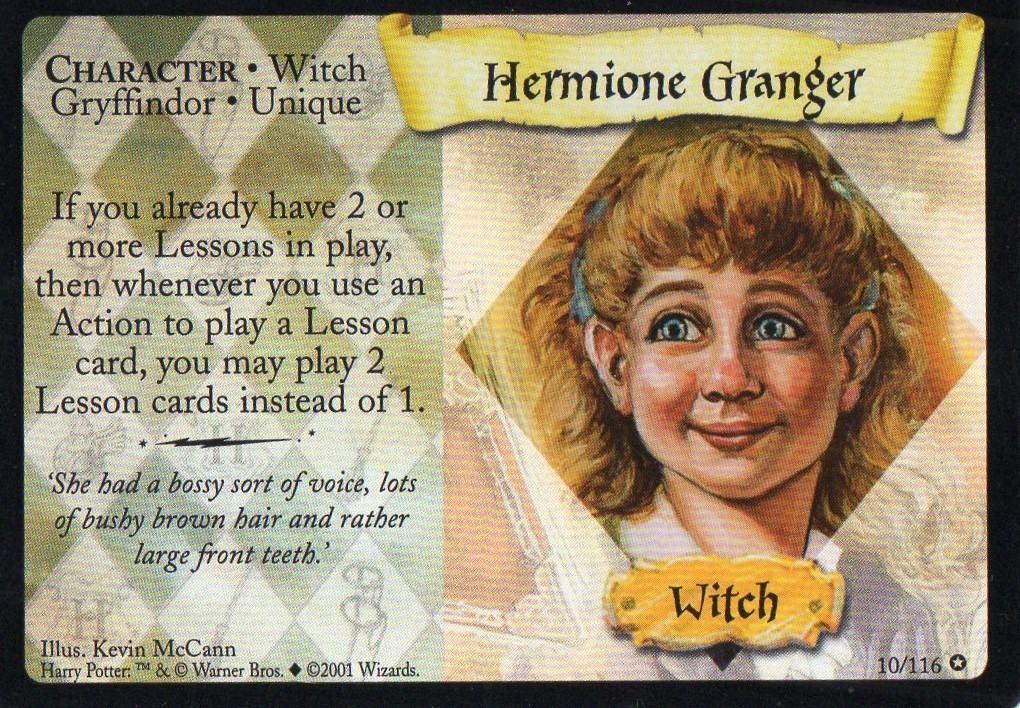 CHARACTER • Witch
Gryffindor • Unique
Hermione Granger
If you already have 2 or
more Lessons in play,
then whenever you use an
Action to play a Lesson
card, you may play 2
Lesson cards instead of 1.
‘She had a bossy sort of voice, lots
of bushy brown hair and rather
large front teeth.’
Witch
Illus. Kevin McCann
Harry Potter: ™ & © Warner Bros. ◆ ©2001 Wizards.
10/116 ✪